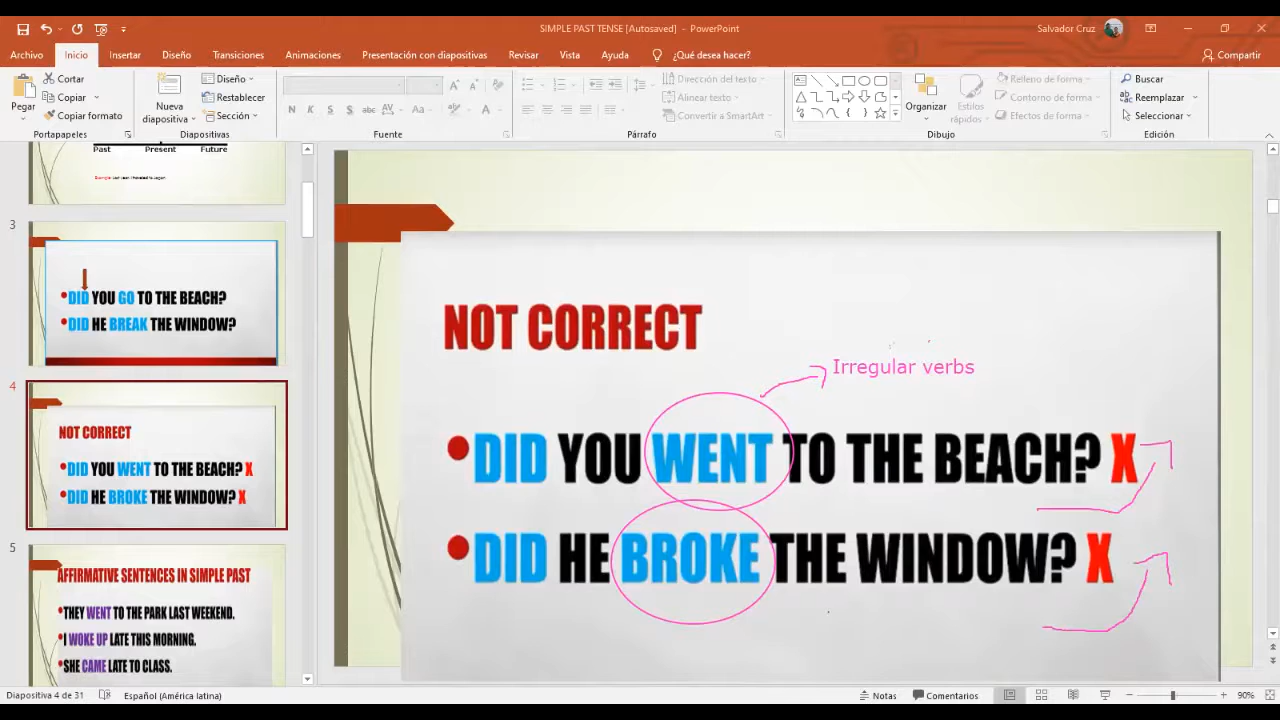 SIMPLE PAST TENSE [Autosaved] - PowerPoint
Salvador Cruz
Archivo Inicio Insertar Diseño Transiciones Animaciones Presentación con diapositivas Revisar Vista Ayuda ¿Qué desea hacer? Compartir
Pegar
Cortar
Copiar
Copiar formato
Portapapeles
Nueva diapositiva
Diseño
Restablecer
Sección
Diapositivas
N K S S abc AV Aa A
Fuente
Dirección del texto
Alinear texto
Convertir a SmartArt
Párrafo
Organizar
Estilos rápidos
Relleno de forma
Contorno de forma
Efectos de forma
Dibujo
Buscar
Reemplazar
Seleccionar
Edición
Past Present Future
3
DID YOU GO TO THE BEACH?
DID HE BREAK THE WINDOW?
4
NOT CORRECT
DID YOU WENT TO THE BEACH? X
DID HE BROKE THE WINDOW? X
5
AFFIRMATIVE SENTENCES IN SIMPLE PAST
THEY WENT TO THE PARK LAST WEEKEND.
I WOKE UP LATE THIS MORNING.
SHE CAME LATE TO CLASS.
NOT CORRECT
Irregular verbs
DID YOU WENT TO THE BEACH? X
DID HE BROKE THE WINDOW? X
Diapositiva 4 de 31 Español (América latina) Notas Comentarios 90%